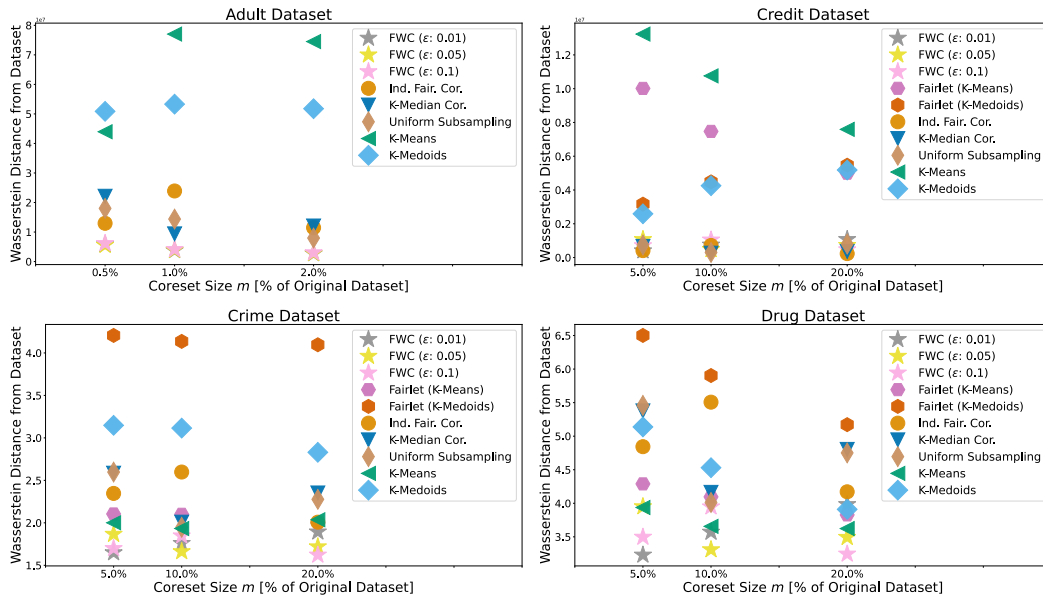 Adult Dataset
1e7
8
7
6
5
4
3
2
1
0
Wasserstein Distance from Dataset
0.5%
1.0%
2.0%
Coreset Size m [% of Original Dataset]
FWC (ε: 0.01)
FWC (ε: 0.05)
FWC (ε: 0.1)
Ind. Fair. Cor.
K-Median Cor.
Uniform Subsampling
K-Means
K-Medoids
Credit Dataset
1e7
1.2
1.0
0.8
0.6
0.4
0.2
0.0
Wasserstein Distance from Dataset
5.0%
10.0%
20.0%
Coreset Size m [% of Original Dataset]
FWC (ε: 0.01)
FWC (ε: 0.05)
FWC (ε: 0.1)
Fairlet (K-Means)
Fairlet (K-Medoids)
Ind. Fair. Cor.
K-Median Cor.
Uniform Subsampling
K-Means
K-Medoids
Crime Dataset
4.0
3.5
3.0
2.5
2.0
1.5
Wasserstein Distance from Dataset
5.0%
10.0%
20.0%
Coreset Size m [% of Original Dataset]
FWC (ε: 0.01)
FWC (ε: 0.05)
FWC (ε: 0.1)
Fairlet (K-Means)
Fairlet (K-Medoids)
Ind. Fair. Cor.
K-Median Cor.
Uniform Subsampling
K-Means
K-Medoids
Drug Dataset
6.5
6.0
5.5
5.0
4.5
4.0
3.5
Wasserstein Distance from Dataset
5.0%
10.0%
20.0%
Coreset Size m [% of Original Dataset]
FWC (ε: 0.01)
FWC (ε: 0.05)
FWC (ε: 0.1)
Fairlet (K-Means)
Fairlet (K-Medoids)
Ind. Fair. Cor.
K-Median Cor.
Uniform Subsampling
K-Means
K-Medoids